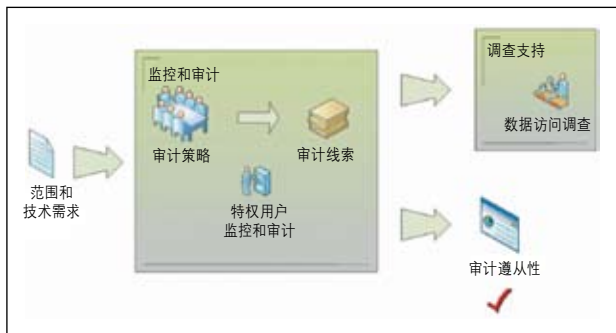 范围和
技术需求
监控和审计
审计策略
审计线索
特权用户
监控和审计
调查支持
数据访问调查
审计遵从性